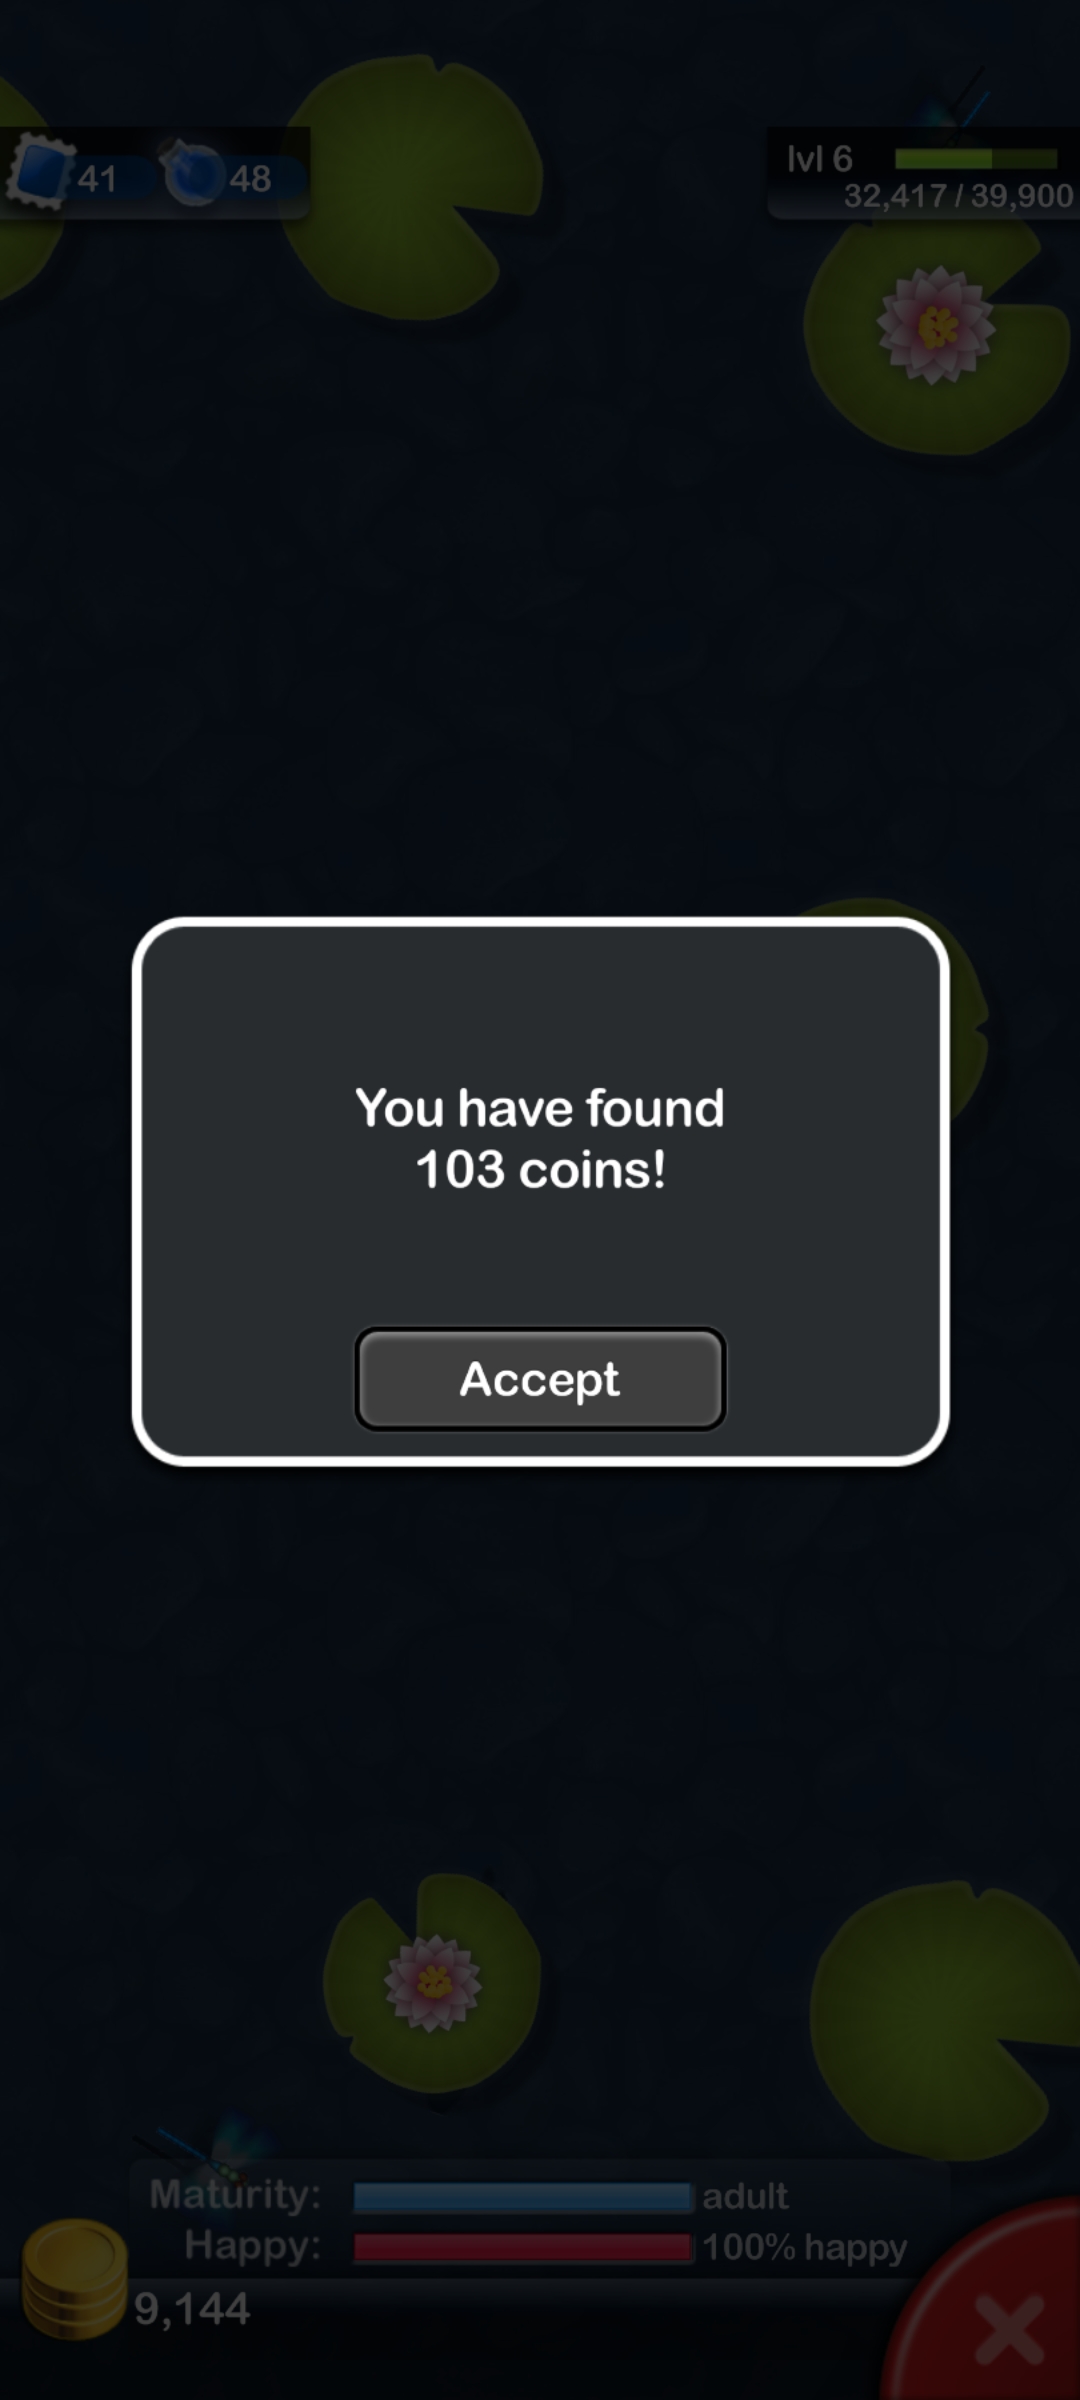 41
48
lvl 6
32,417 / 39,900
You have found
103 coins!
Accept
Maturity: adult
Happy: 100% happy
9,144